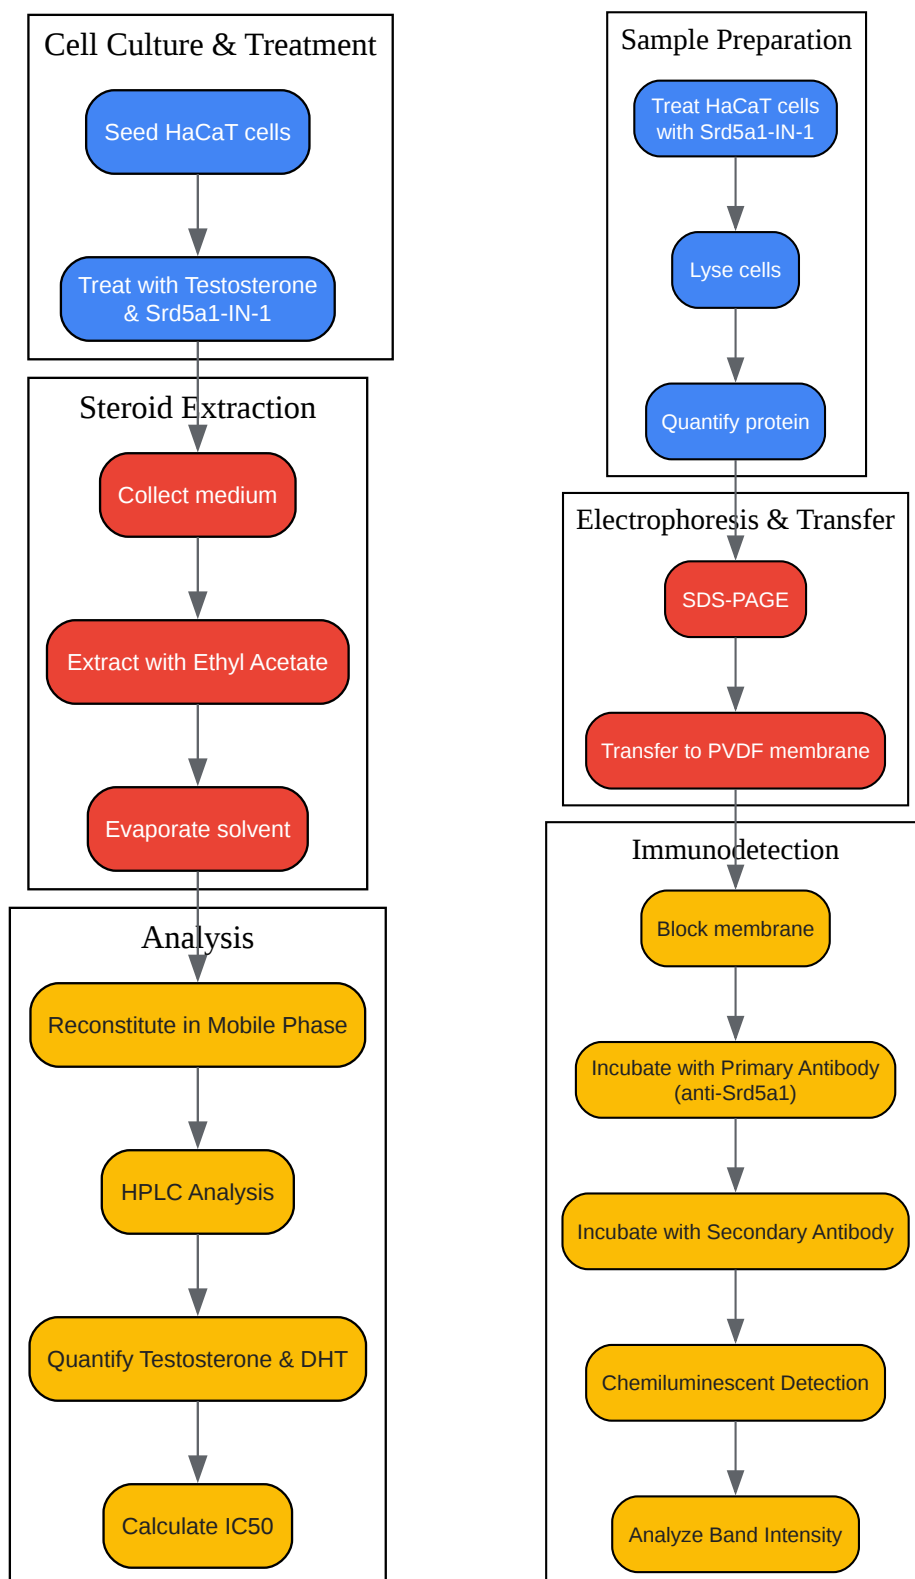 Cell Culture & Treatment
Seed HaCaT cells
Treat with Testosterone
& Srd5a1-IN-1
Steroid Extraction
Collect medium
Extract with Ethyl Acetate
Evaporate solvent
Analysis
Reconstitute in Mobile Phase
HPLC Analysis
Quantify Testosterone & DHT
Calculate IC50
Sample Preparation
Treat HaCaT cells
with Srd5a1-IN-1
Lyse cells
Quantify protein
Electrophoresis & Transfer
SDS-PAGE
Transfer to PVDF membrane
Immunodetection
Block membrane
Incubate with Primary Antibody
(anti-Srd5a1)
Incubate with Secondary Antibody
Chemiluminescent Detection
Analyze Band Intensity